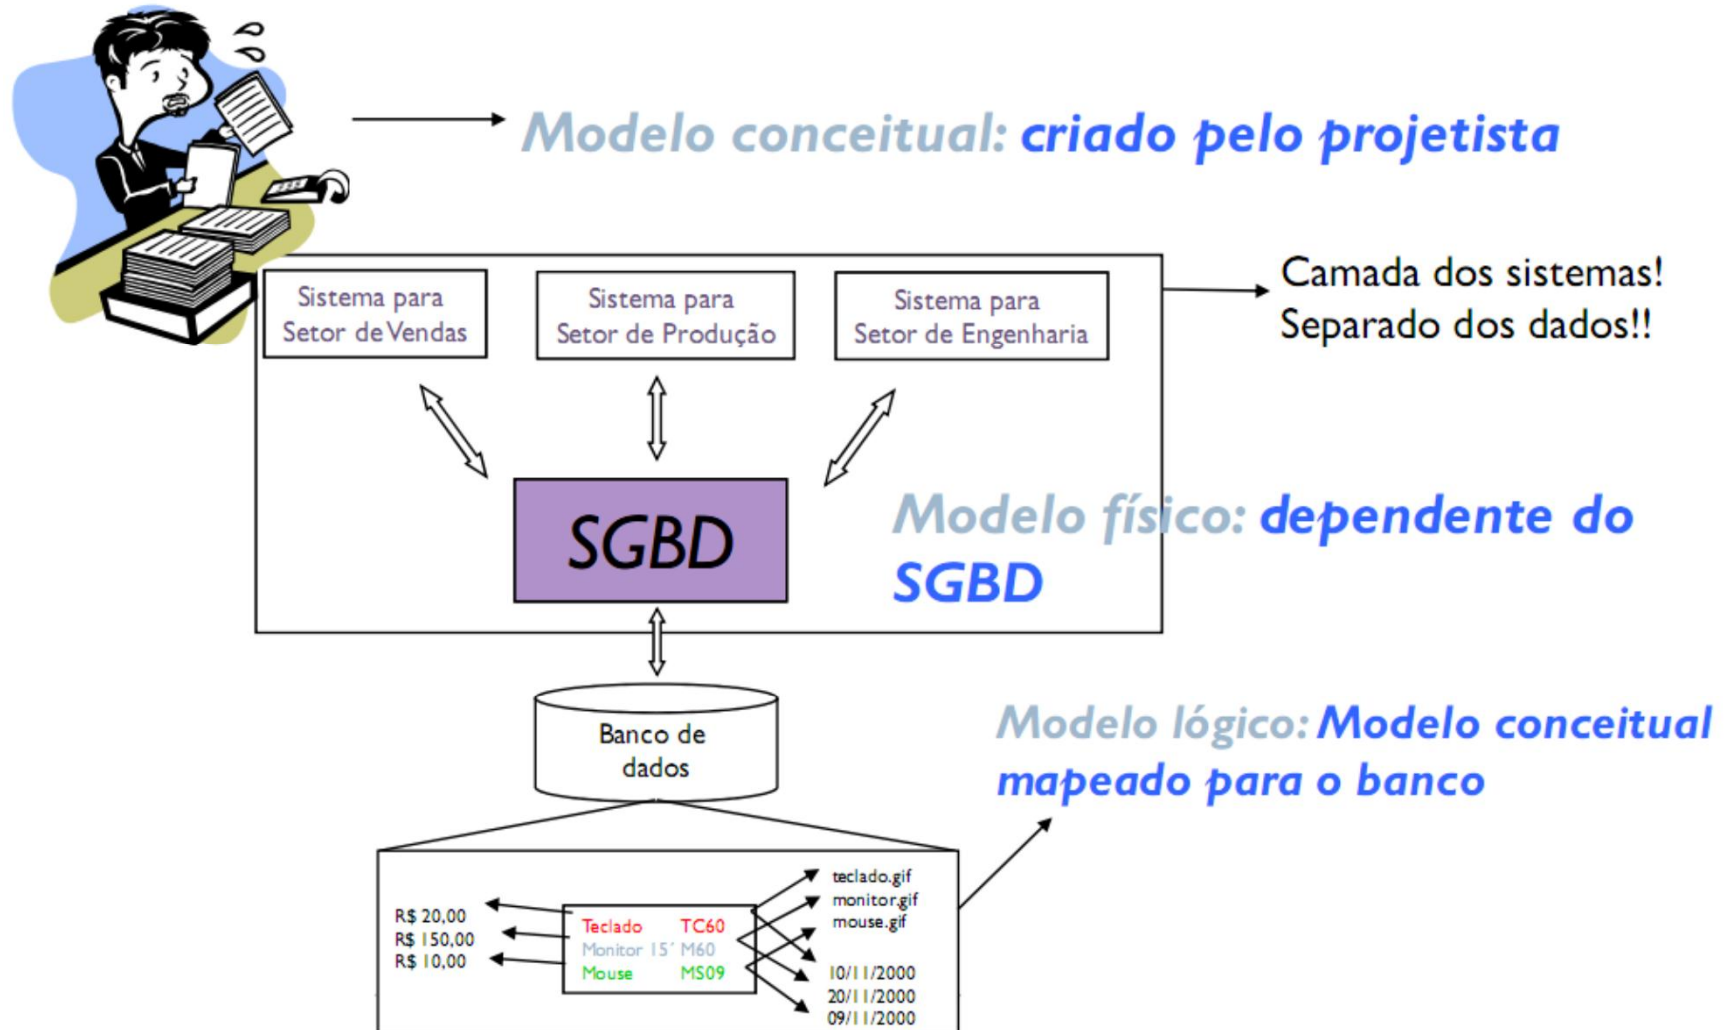 Modelo conceitual: criado pelo projetista
Camada dos sistemas!
Separado dos dados!!
Sistema para
Setor de Vendas
Sistema para
Setor de Produção
Sistema para
Setor de Engenharia
SGBD
Modelo físico: dependente do
SGBD
Banco de
dados
Modelo lógico: Modelo conceitual
mapeado para o banco
R$ 20,00
R$ 150,00
R$ 10,00
Teclado TC60
Monitor 15´ M60
Mouse MS09
teclado.gif
monitor.gif
mouse.gif
10/11/2000
20/11/2000
09/11/2000